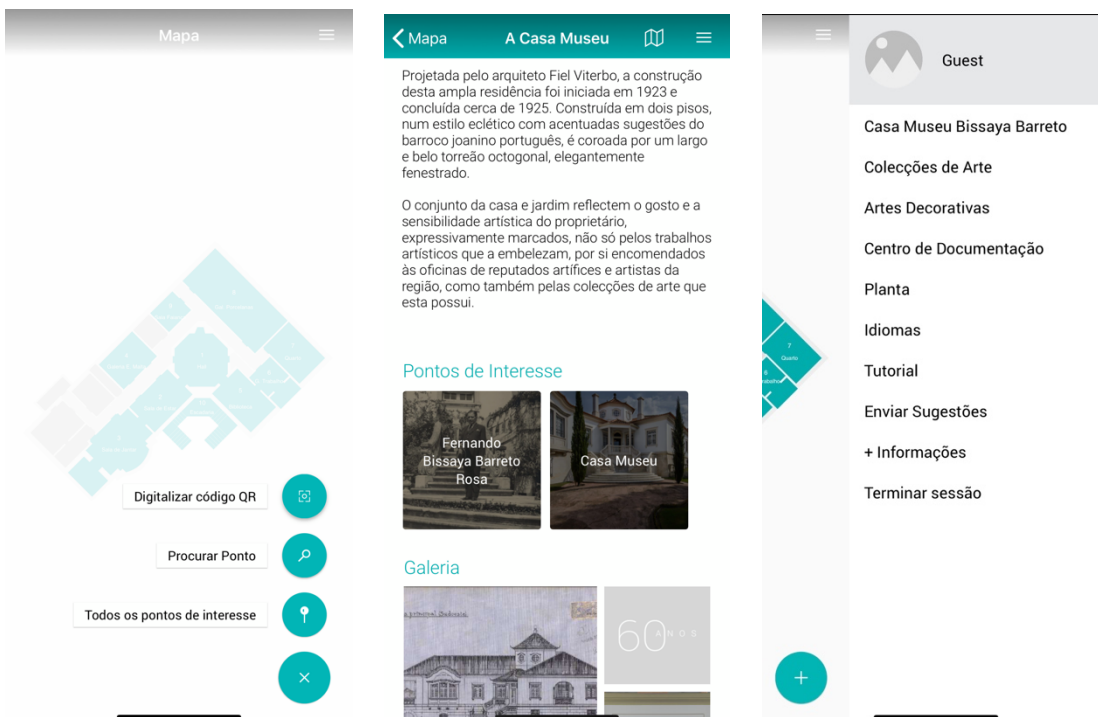 Mapa
Digitalizar código QR
Procurar Ponto
Todos os pontos de interesse
Mapa
A Casa Museu
Projetada pelo arquiteto Fiel Viterbo, a construção
desta ampla residência foi iniciada em 1923 e
concluída cerca de 1925. Construída em dois pisos,
num estilo eclético com acentuadas sugestões do
barroco joanino português, é coroada por um largo
e belo torreão octogonal, elegantemente
fenestrado.
O conjunto da casa e jardim reflectem o gosto e a
sensibilidade artística do proprietário,
expressivamente marcados, não só pelos trabalhos
artísticos que a embelezam, por si encomendados
às oficinas de reputados artífices e artistas da
região, como também pelas colecções de arte que
esta possui.
Pontos de Interesse
Fernando
Bissaya Barreto
Rosa
Casa Museu
Galeria
60 ANOS
Guest
Casa Museu Bissaya Barreto
Colecções de Arte
Artes Decorativas
Centro de Documentação
Planta
Idiomas
Tutorial
Enviar Sugestões
+ Informações
Terminar sessão
7
Quarto